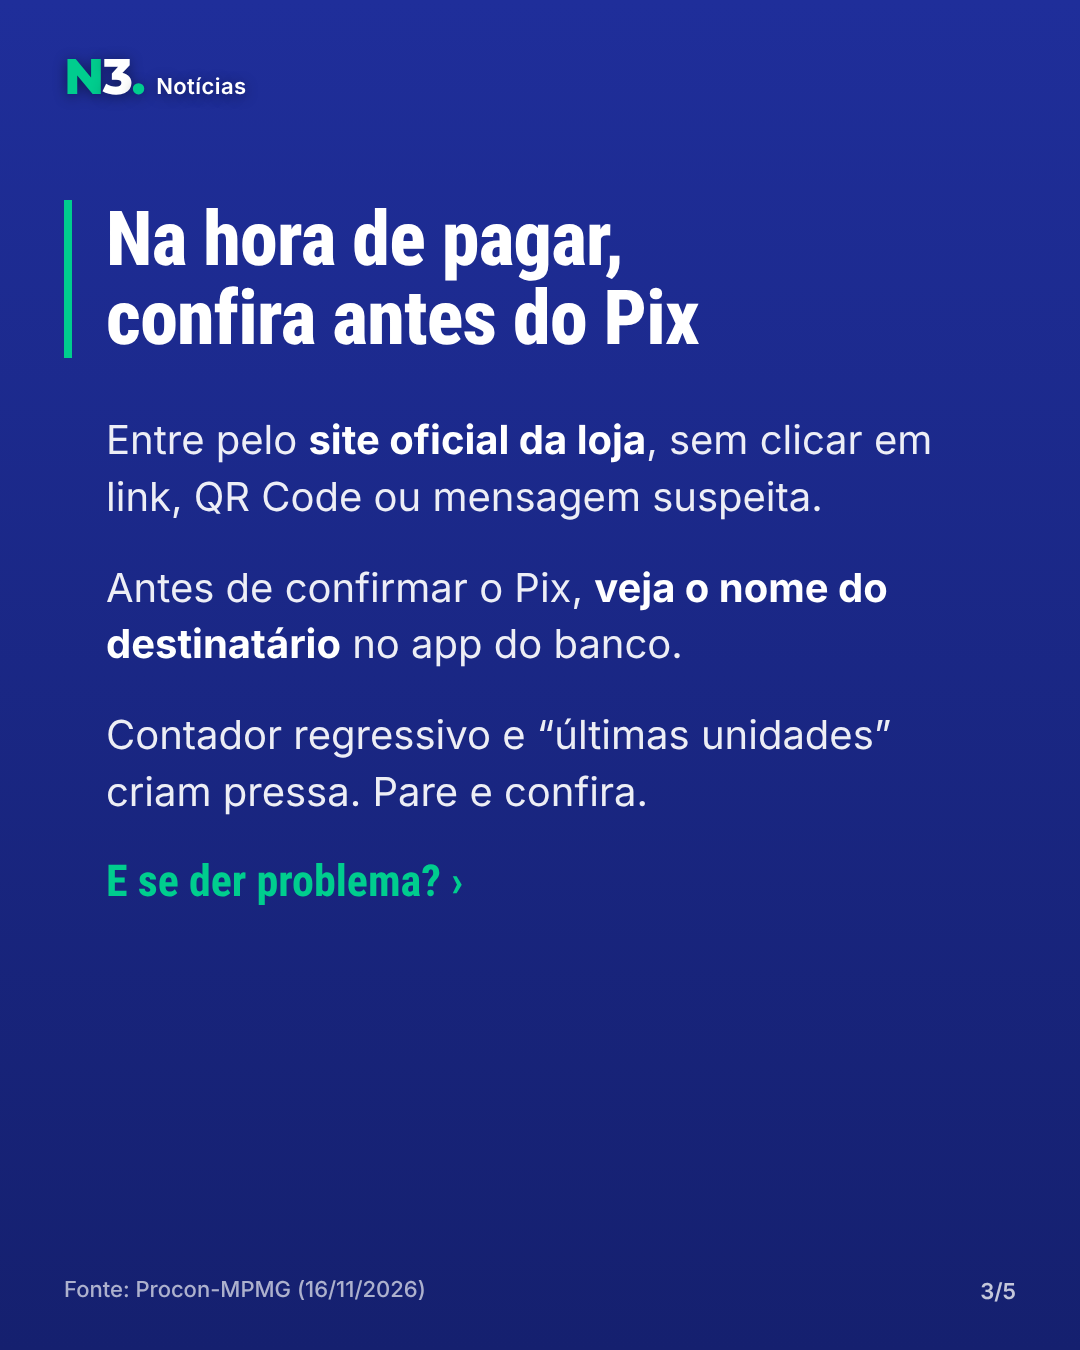 N3. Notícias
Na hora de pagar,
confira antes do Pix
Entre pelo site oficial da loja, sem clicar em
link, QR Code ou mensagem suspeita.
Antes de confirmar o Pix, veja o nome do
destinatário no app do banco.
Contador regressivo e “últimas unidades”
criam pressa. Pare e confira.
E se der problema? ›
Fonte: Procon-MPMG (16/11/2026)
3/5